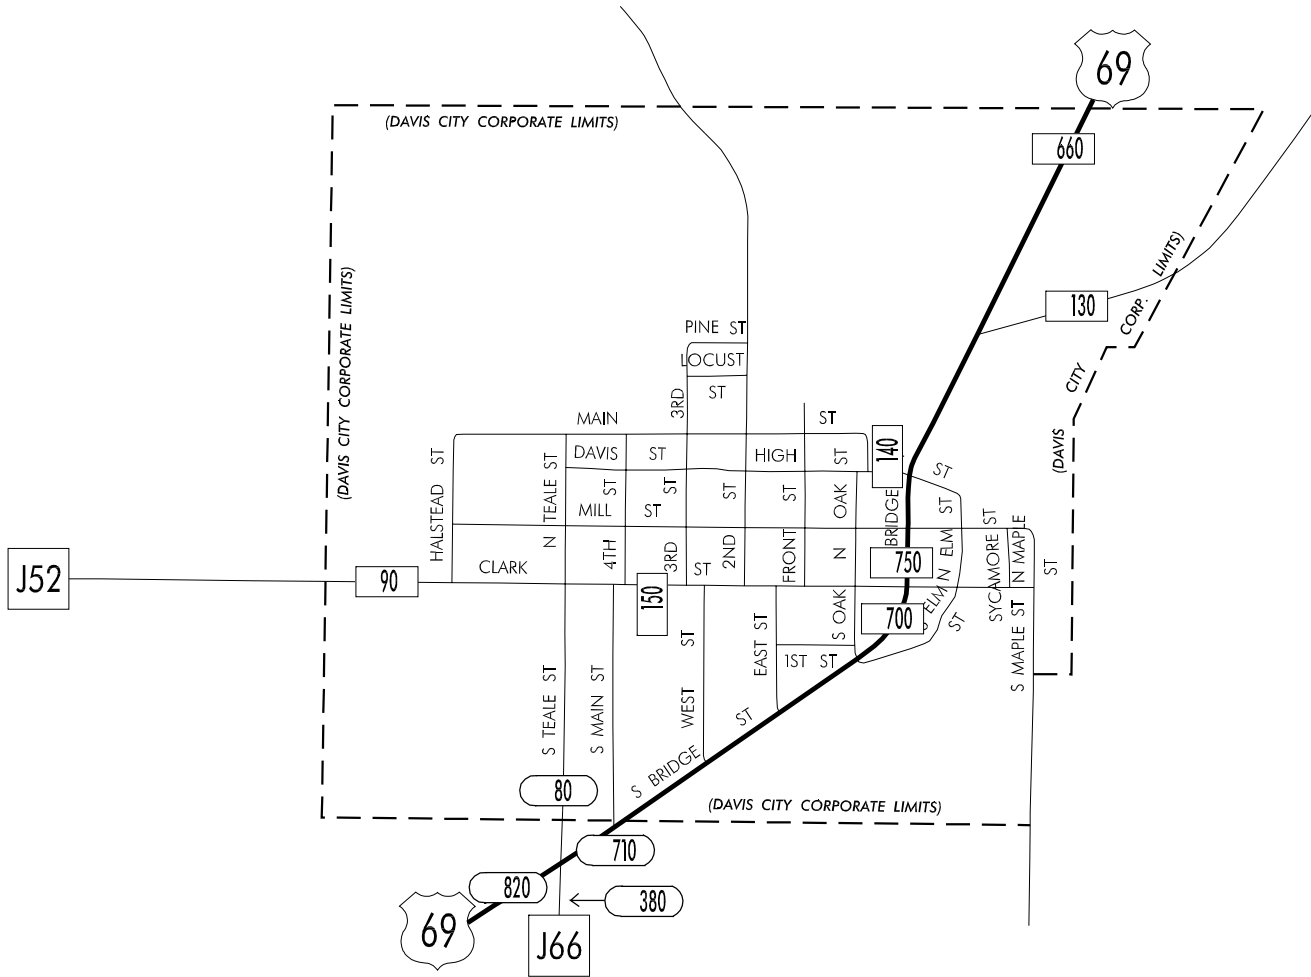 69
(DAVIS CITY CORPORATE LIMITS)
660
(DAVIS CITY CORPORATE LIMITS)
(DAVIS CITY CORP. LIMITS)
130
PINE ST
LOCUST ST
3RD ST
MAIN ST
140
DAVIS ST
HIGH ST
ST
HALSTEAD ST
N TEALE ST
4TH ST
2ND ST
FRONT ST
N OAK
BRIDGE
N ELM ST
SYCAMORE ST
N MAPLE ST
MILL ST
3RD
750
J52
90
CLARK ST
150
700
S OAK
S ELM ST
EAST ST
1ST ST
S MAPLE ST
S TEALE ST
S MAIN ST
WEST ST
S BRIDGE ST
80
(DAVIS CITY CORPORATE LIMITS)
710
820
380
69
J66